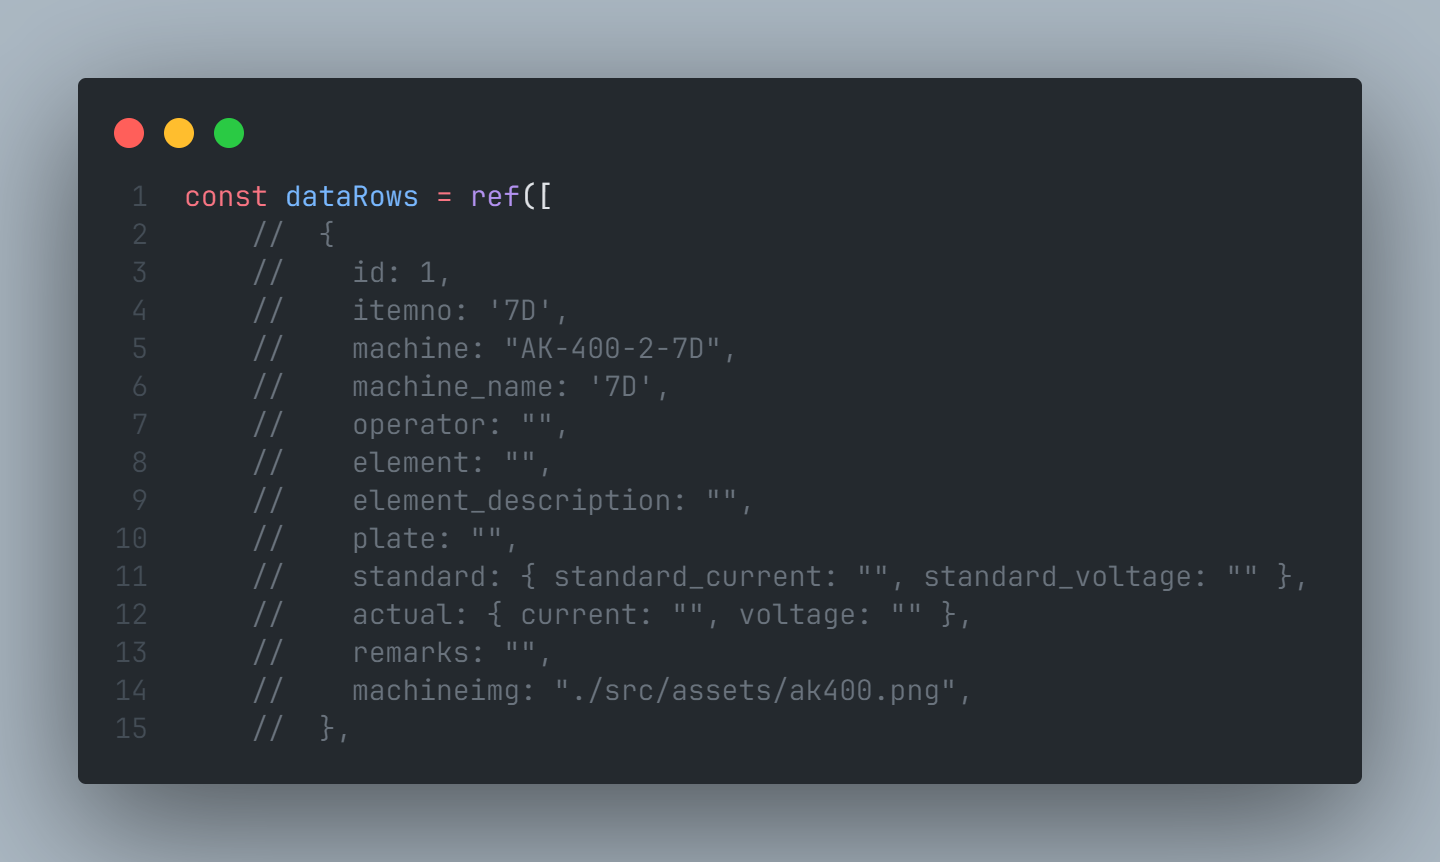 1 const dataRows = ref([
2 // {
3 // id: 1,
4 // itemno: '7D',
5 // machine: "AK-400-2-7D",
6 // machine_name: '7D',
7 // operator: "",
8 // element: "",
9 // element_description: "",
10 // plate: "",
11 // standard: { standard_current: "", standard_voltage: "" },
12 // actual: { current: "", voltage: "" },
13 // remarks: "",
14 // machineimg: "./src/assets/ak400.png",
15 // },